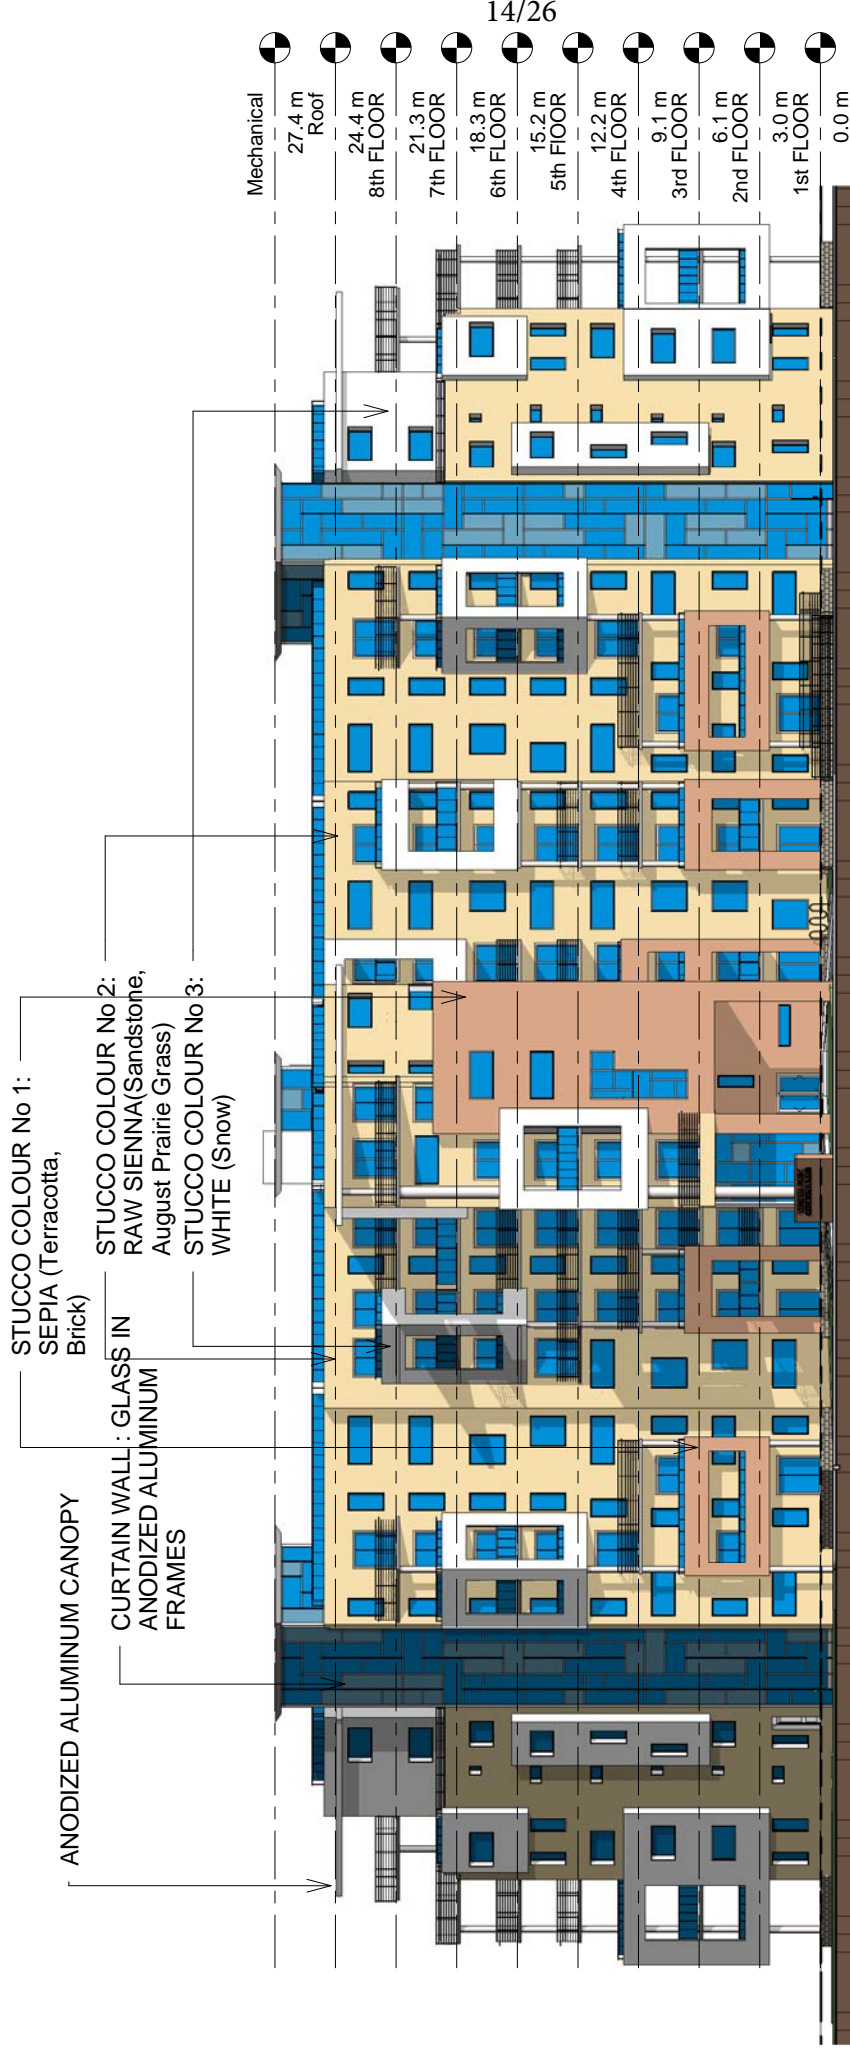 14/26
Mechanical
27.4 m
Roof
24.4 m
8th FLOOR
21.3 m
7th FLOOR
18.3 m
6th FLOOR
15.2 m
5th FlOOR
12.2 m
4th FLOOR
9.1 m
3rd FLOOR
6.1 m
2nd FLOOR
3.0 m
1st FLOOR
0.0 m
STUCCO COLOUR No 1:
SEPIA (Terracotta,
Brick)
STUCCO COLOUR No 2:
RAW SIENNA(Sandstone,
August Prairie Grass)
STUCCO COLOUR No 3:
WHITE (Snow)
CURTAIN WALL : GLASS IN
ANODIZED ALUMINUM
FRAMES
ANODIZED ALUMINUM CANOPY